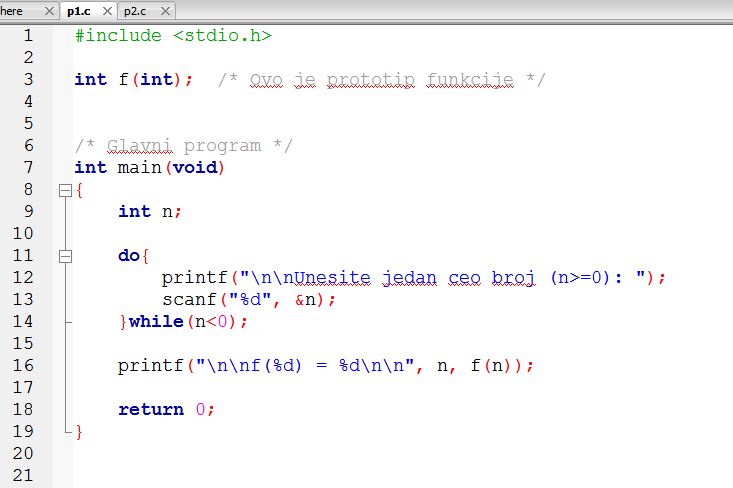 here p1.c p2.c
1 #include <stdio.h>
2
3 int f(int); /* Ovo je prototip funkcije */
4
5
6 /* Glavni program */
7 int main(void)
8 {
9 int n;
10
11 do{
12 printf("\n\nUnesite jedan ceo broj (n>=0): ");
13 scanf("%d", &n);
14 }while(n<0);
15
16 printf("\n\nf(%d) = %d\n\n", n, f(n));
17
18 return 0;
19 }
20
21